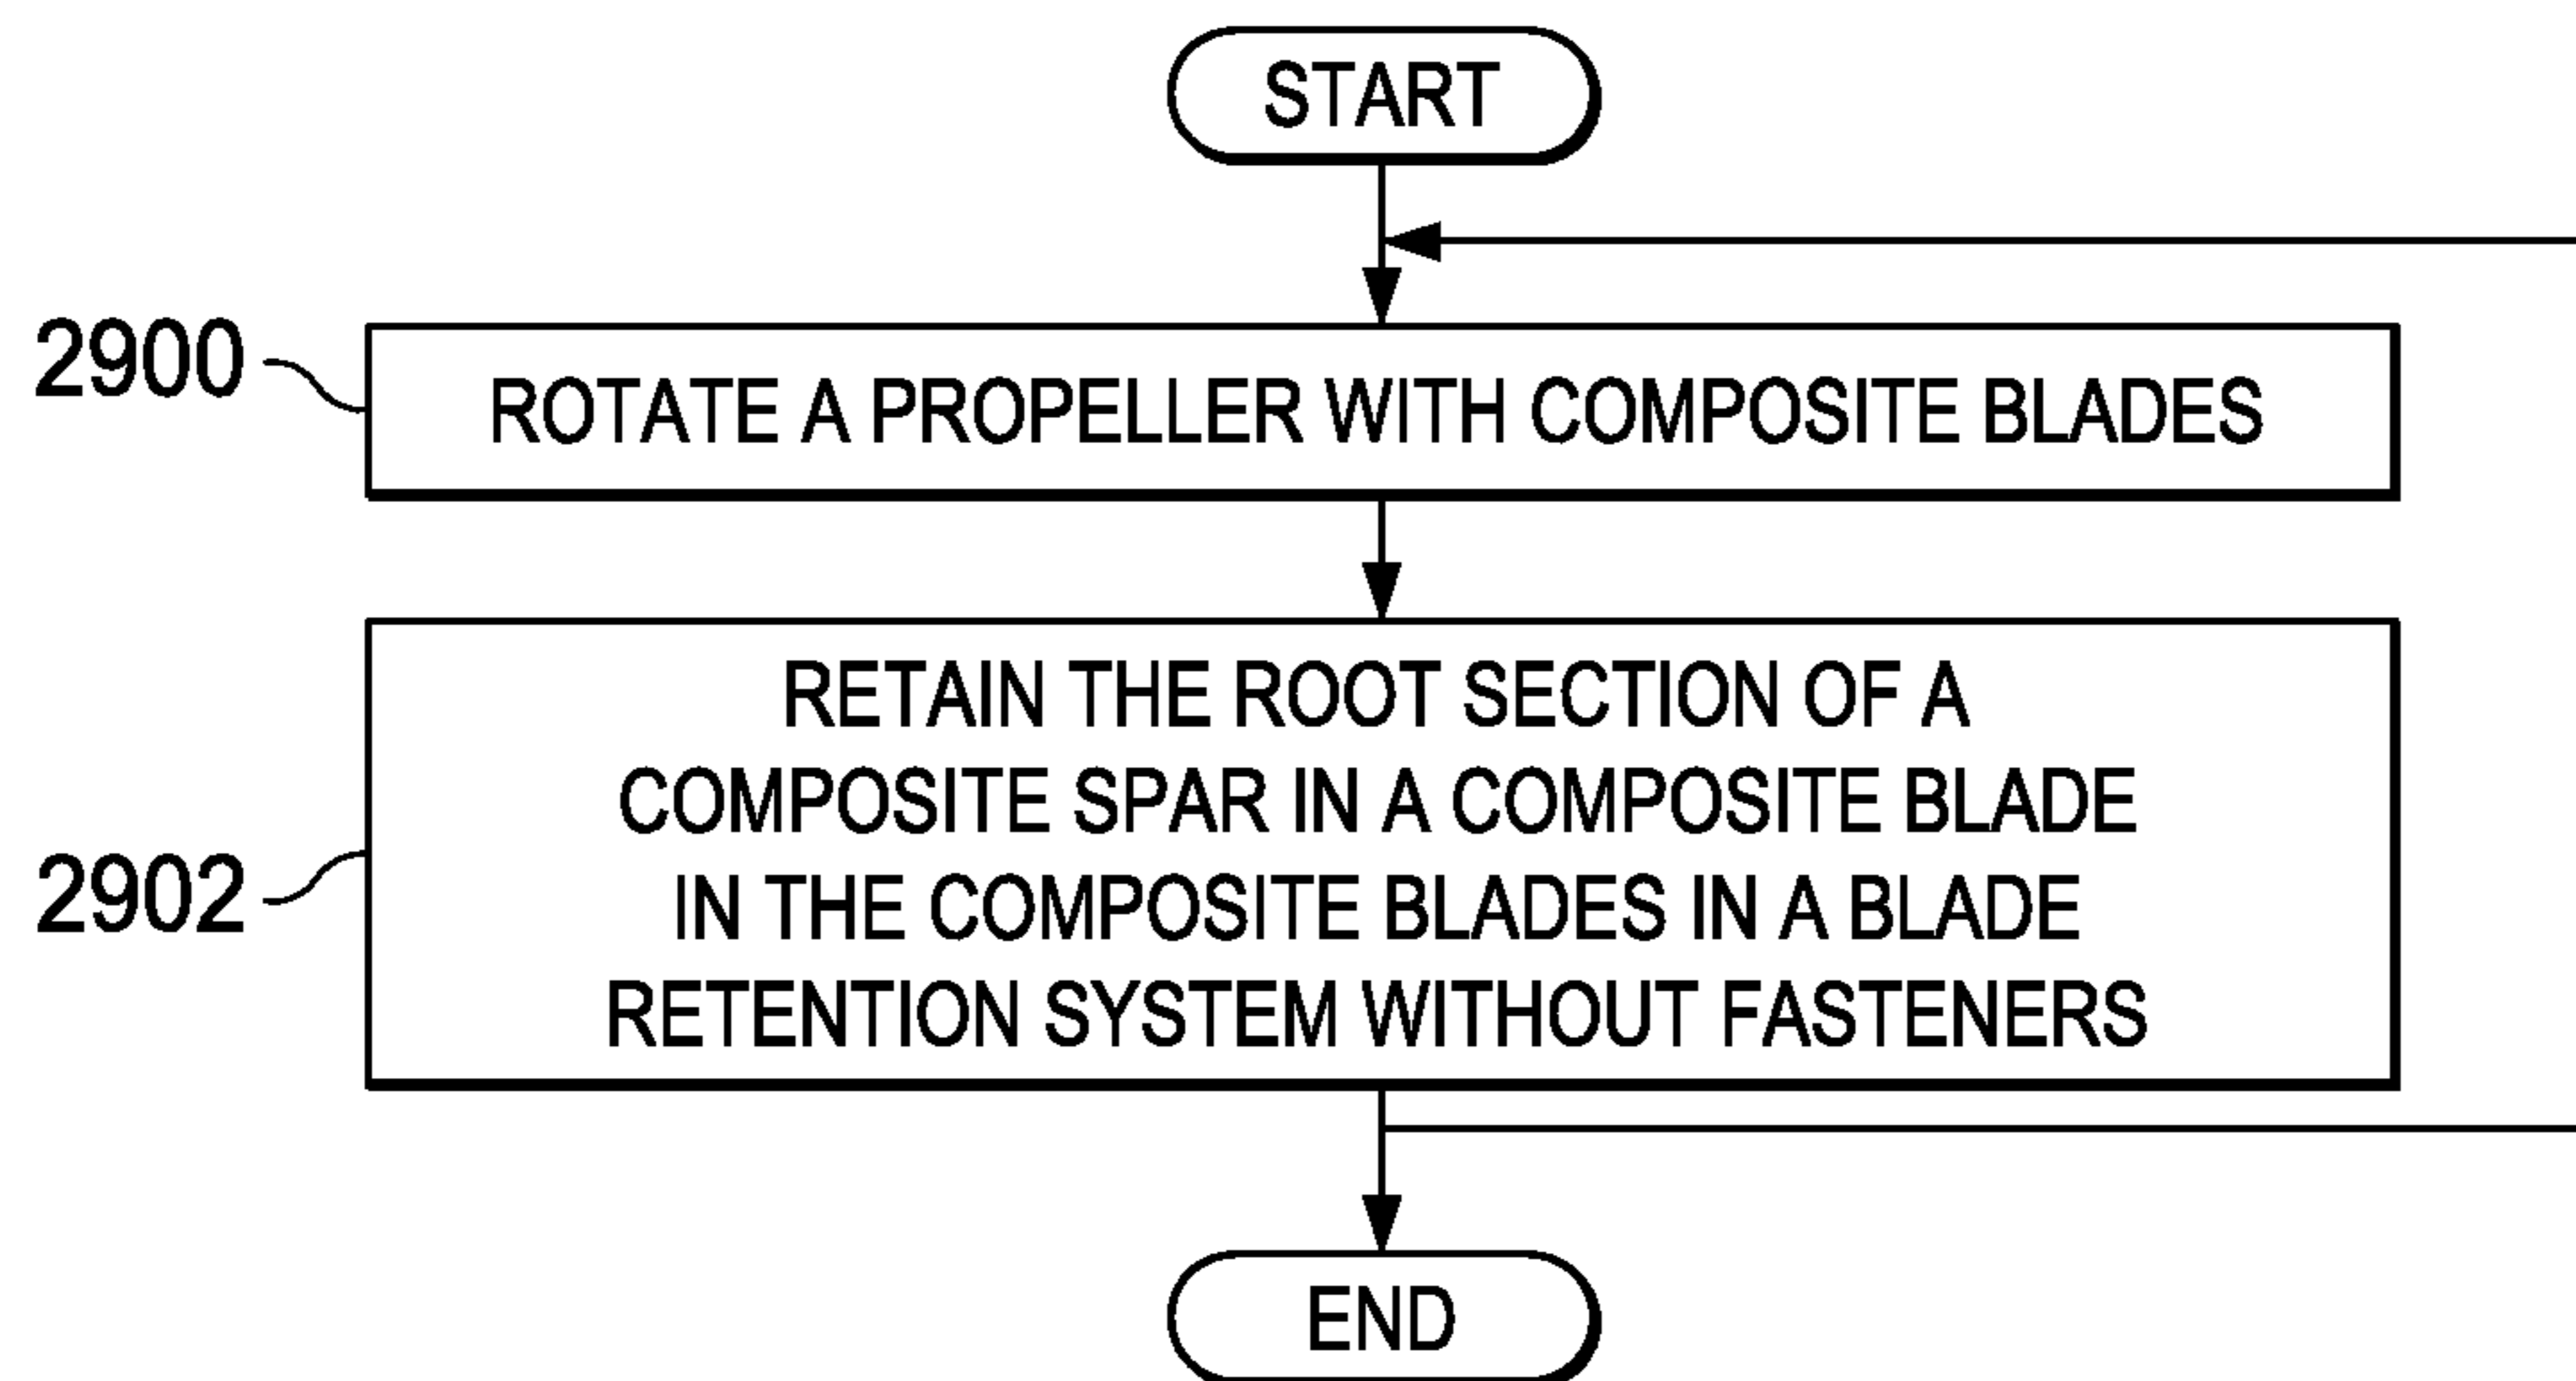 START
2900
ROTATE A PROPELLER WITH COMPOSITE BLADES
RETAIN THE ROOT SECTION OF A
COMPOSITE SPAR IN A COMPOSITE BLADE
IN THE COMPOSITE BLADES IN A BLADE
RETENTION SYSTEM WITHOUT FASTENERS
2902
END